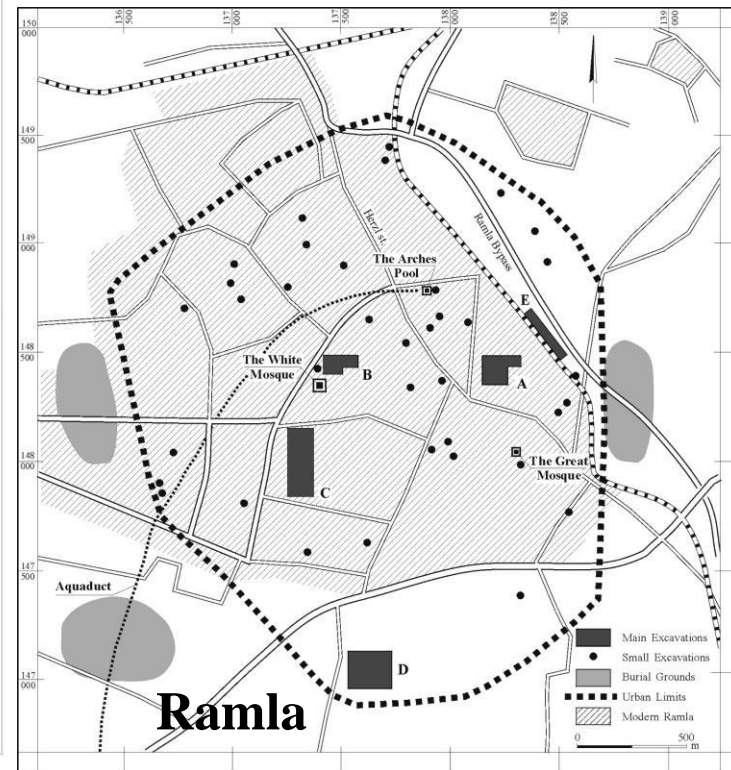 136
500
137
000
137
500
138
000
138
500
139
000
150
000
149
500
149
000
148
500
148
000
147
500
147
000
Herzl st.
Ramla Bypass
The Arches
Pool
E
The White
Mosque
B
A
The Great
Mosque
C
Aquaduct
D
Ramla
Main Excavations
Small Excavations
Burial Grounds
Urban Limits
Modern Ramla
0 500
m